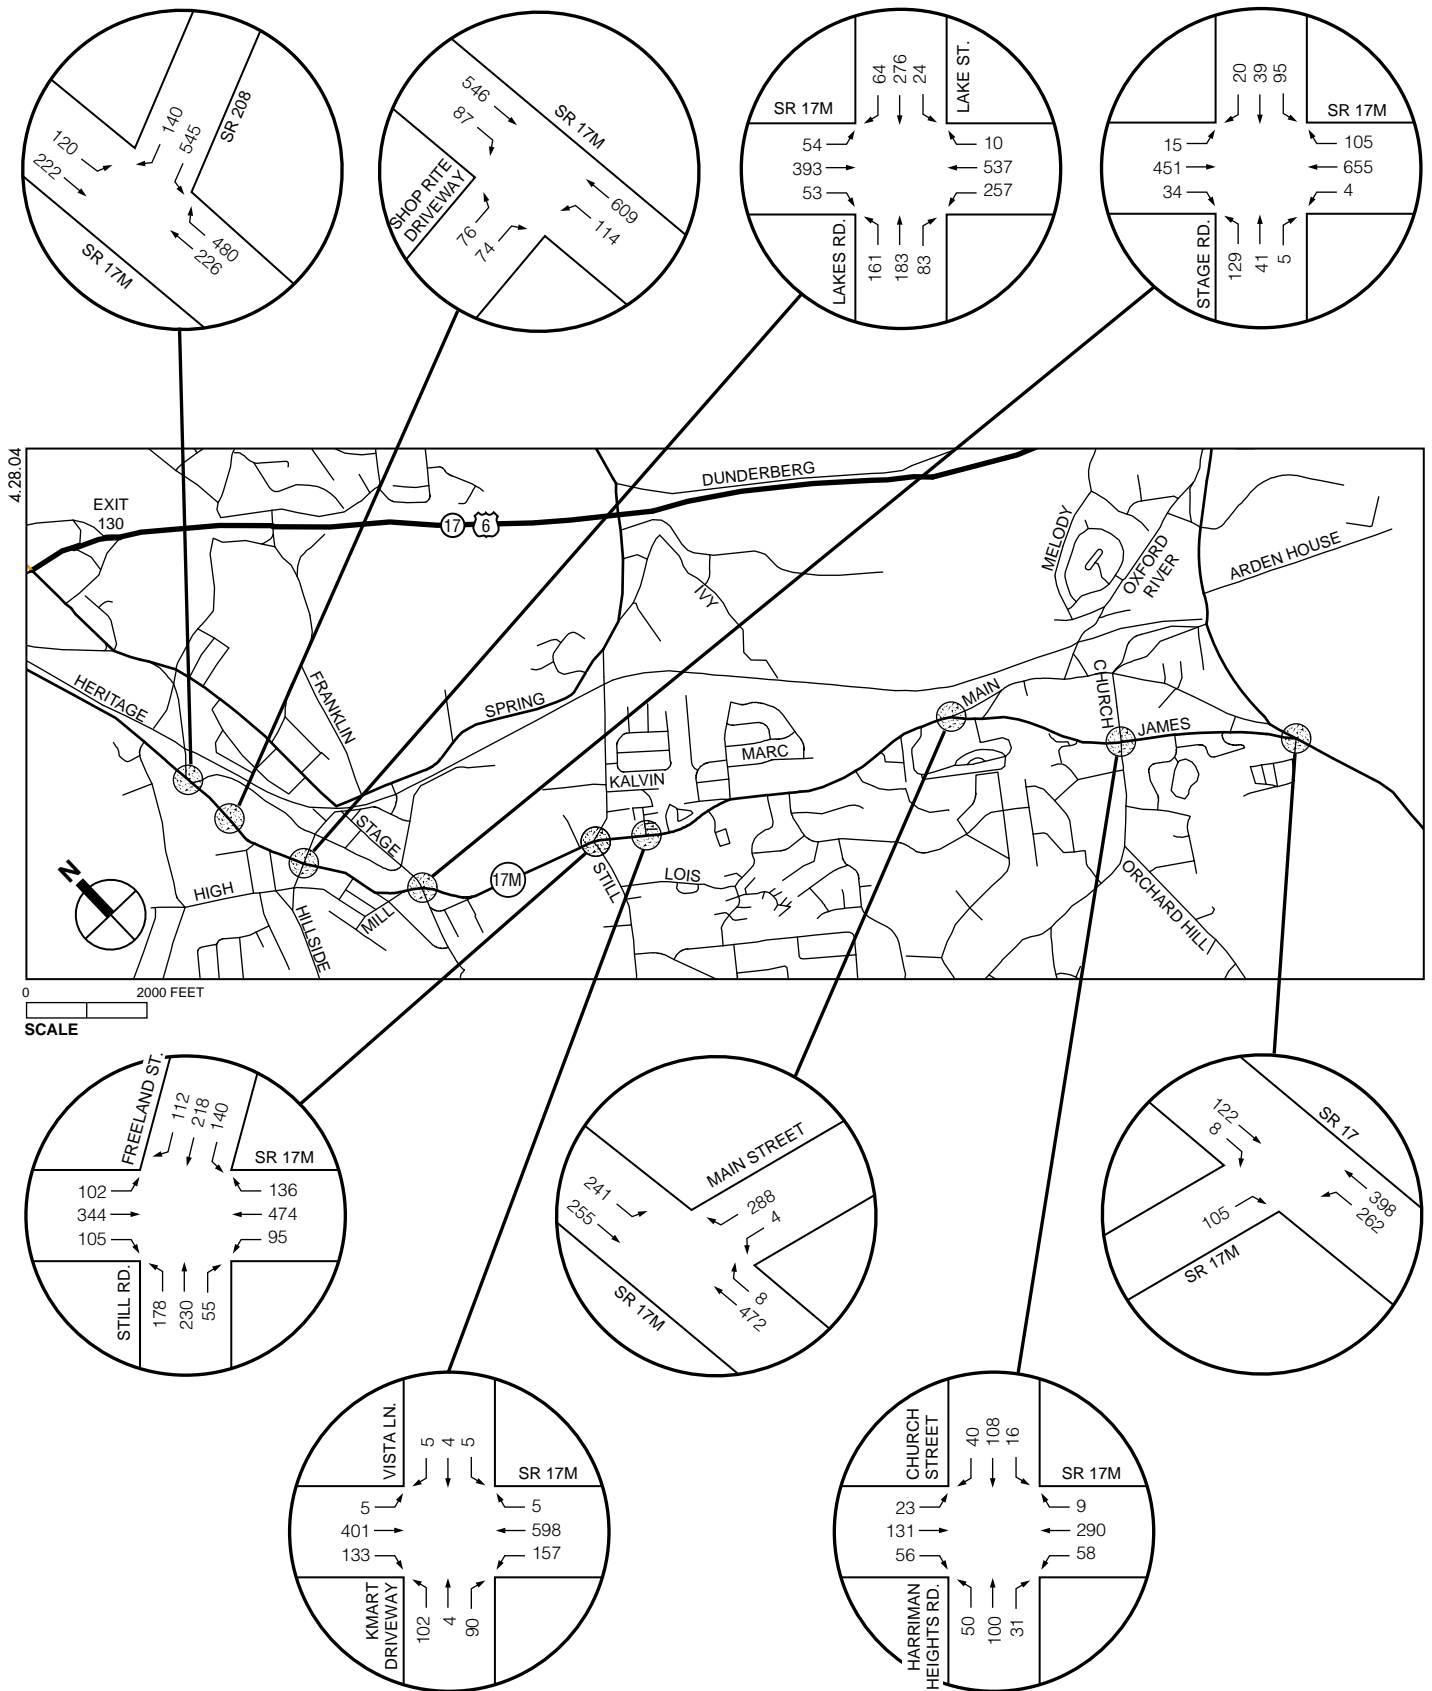 120
222
140
545
SR 208
480
226
SR 17M
546
87
SR 17M
SHOP RITE
DRIVEWAY
76
74
609
114
64
276
24
LAKE ST.
SR 17M
54
393
53
10
537
257
LAKES RD.
161
183
83
20
39
95
SR 17M
15
451
34
105
655
4
STAGE RD.
129
41
5
4.28.04
EXIT
130
17
6
DUNDERBERG
MELODY
OXFORD
RIVER
ARDEN HOUSE
IVY
HERITAGE
FRANKLIN
SPRING
MAIN
CHURCH
JAMES
MARC
KALVIN
STAGE
STILL
LOIS
17M
N
HIGH
HILLSIDE
MILL
ORCHARD HILL
0
2000 FEET
SCALE
FREELAND ST.
112
218
140
SR 17M
102
344
105
136
474
95
STILL RD.
178
230
55
241
255
MAIN STREET
288
4
8
472
SR 17M
122
8
SR 17
398
262
105
SR 17M
VISTA LN.
5
4
5
SR 17M
5
401
133
5
598
157
KMART
DRIVEWAY
102
4
90
CHURCH
STREET
40
108
16
SR 17M
23
131
56
9
290
58
HARRIMAN
HEIGHTS RD.
50
100
31